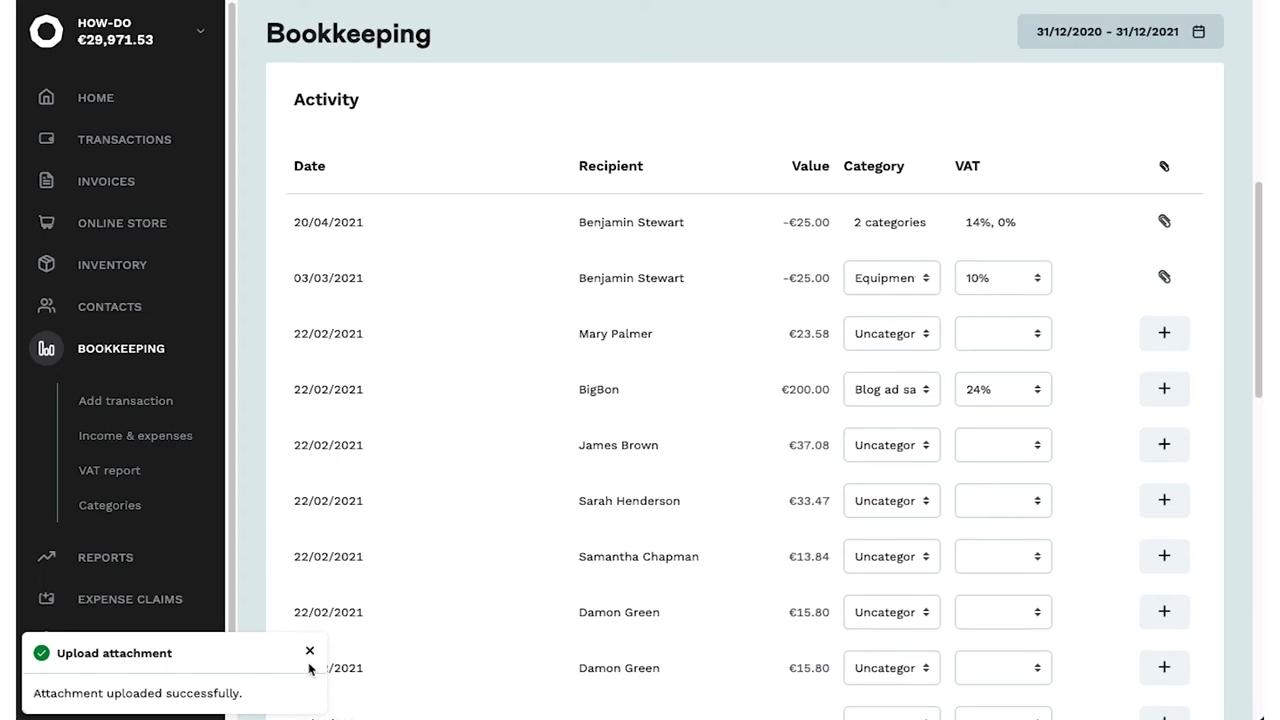 HOW-DO
€29,971.53
HOME
TRANSACTIONS
INVOICES
ONLINE STORE
INVENTORY
CONTACTS
BOOKKEEPING
Add transaction
Income & expenses
VAT report
Categories
REPORTS
EXPENSE CLAIMS
Upload attachment
Attachment uploaded successfully.
Bookkeeping
31/12/2020 - 31/12/2021
Activity
Date Recipient Value Category VAT
20/04/2021 Benjamin Stewart -€25.00 2 categories 14%, 0%
03/03/2021 Benjamin Stewart -€25.00 Equipmen 10%
22/02/2021 Mary Palmer €23.58 Uncategor
22/02/2021 BigBon €200.00 Blog ad sa 24%
22/02/2021 James Brown €37.08 Uncategor
22/02/2021 Sarah Henderson €33.47 Uncategor
22/02/2021 Samantha Chapman €13.84 Uncategor
22/02/2021 Damon Green €15.80 Uncategor
/2021 Damon Green €15.80 Uncategor